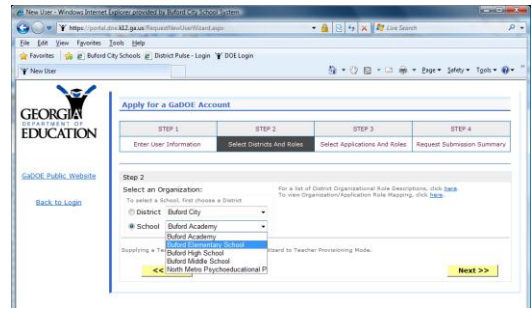 New User - Windows Internet Explorer provided by Buford City School System
https://portal.doe.k12.ga.us/RequestNewUserWizard.aspx
Live Search
File Edit View Favorites Tools Help
Favorites Buford City Schools District Pulse - Login DOE Login
New User
Page Safety Tools
GEORGIA
DEPARTMENT OF
EDUCATION
GaDOE Public Website
Back to Login
Apply for a GaDOE Account
STEP 1 STEP 2 STEP 3 STEP 4
Enter User Information Select Districts And Roles Select Applications And Roles Request Submission Summary
Step 2
Select an Organization:
To select a School, first choose a District
For a list of District Organizational Role Descriptions, click here.
To view Organization/Application Role Mapping, click here.
District Buford City
School Buford Academy
Buford Academy
Buford Elementary School
Buford High School
Buford Middle School
North Metro Psychoeducational P
Supplying a Tea
izard to Teacher Provisioning Mode.
<<
Next >>